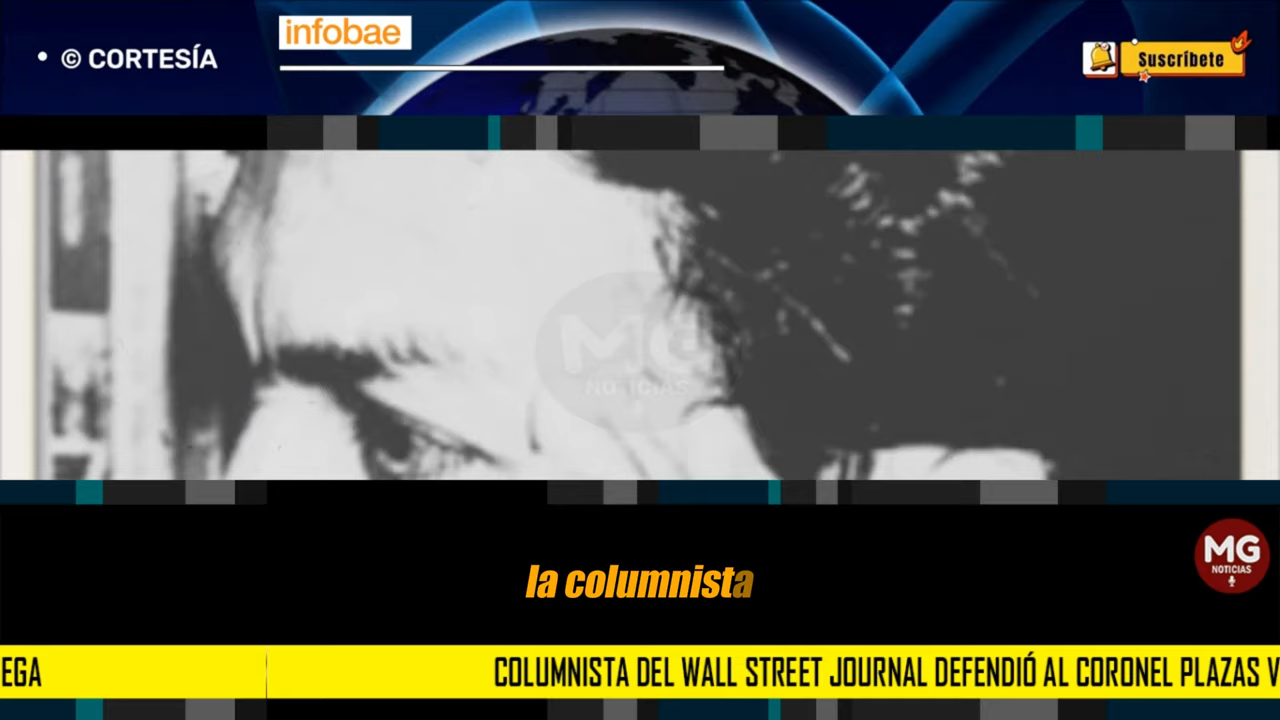 infobae
• © CORTESÍA
Suscríbete
MG
NOTICIAS
la columnista
MG
NOTICIAS
EGA
COLUMNISTA DEL WALL STREET JOURNAL DEFENDIÓ AL CORONEL PLAZAS V